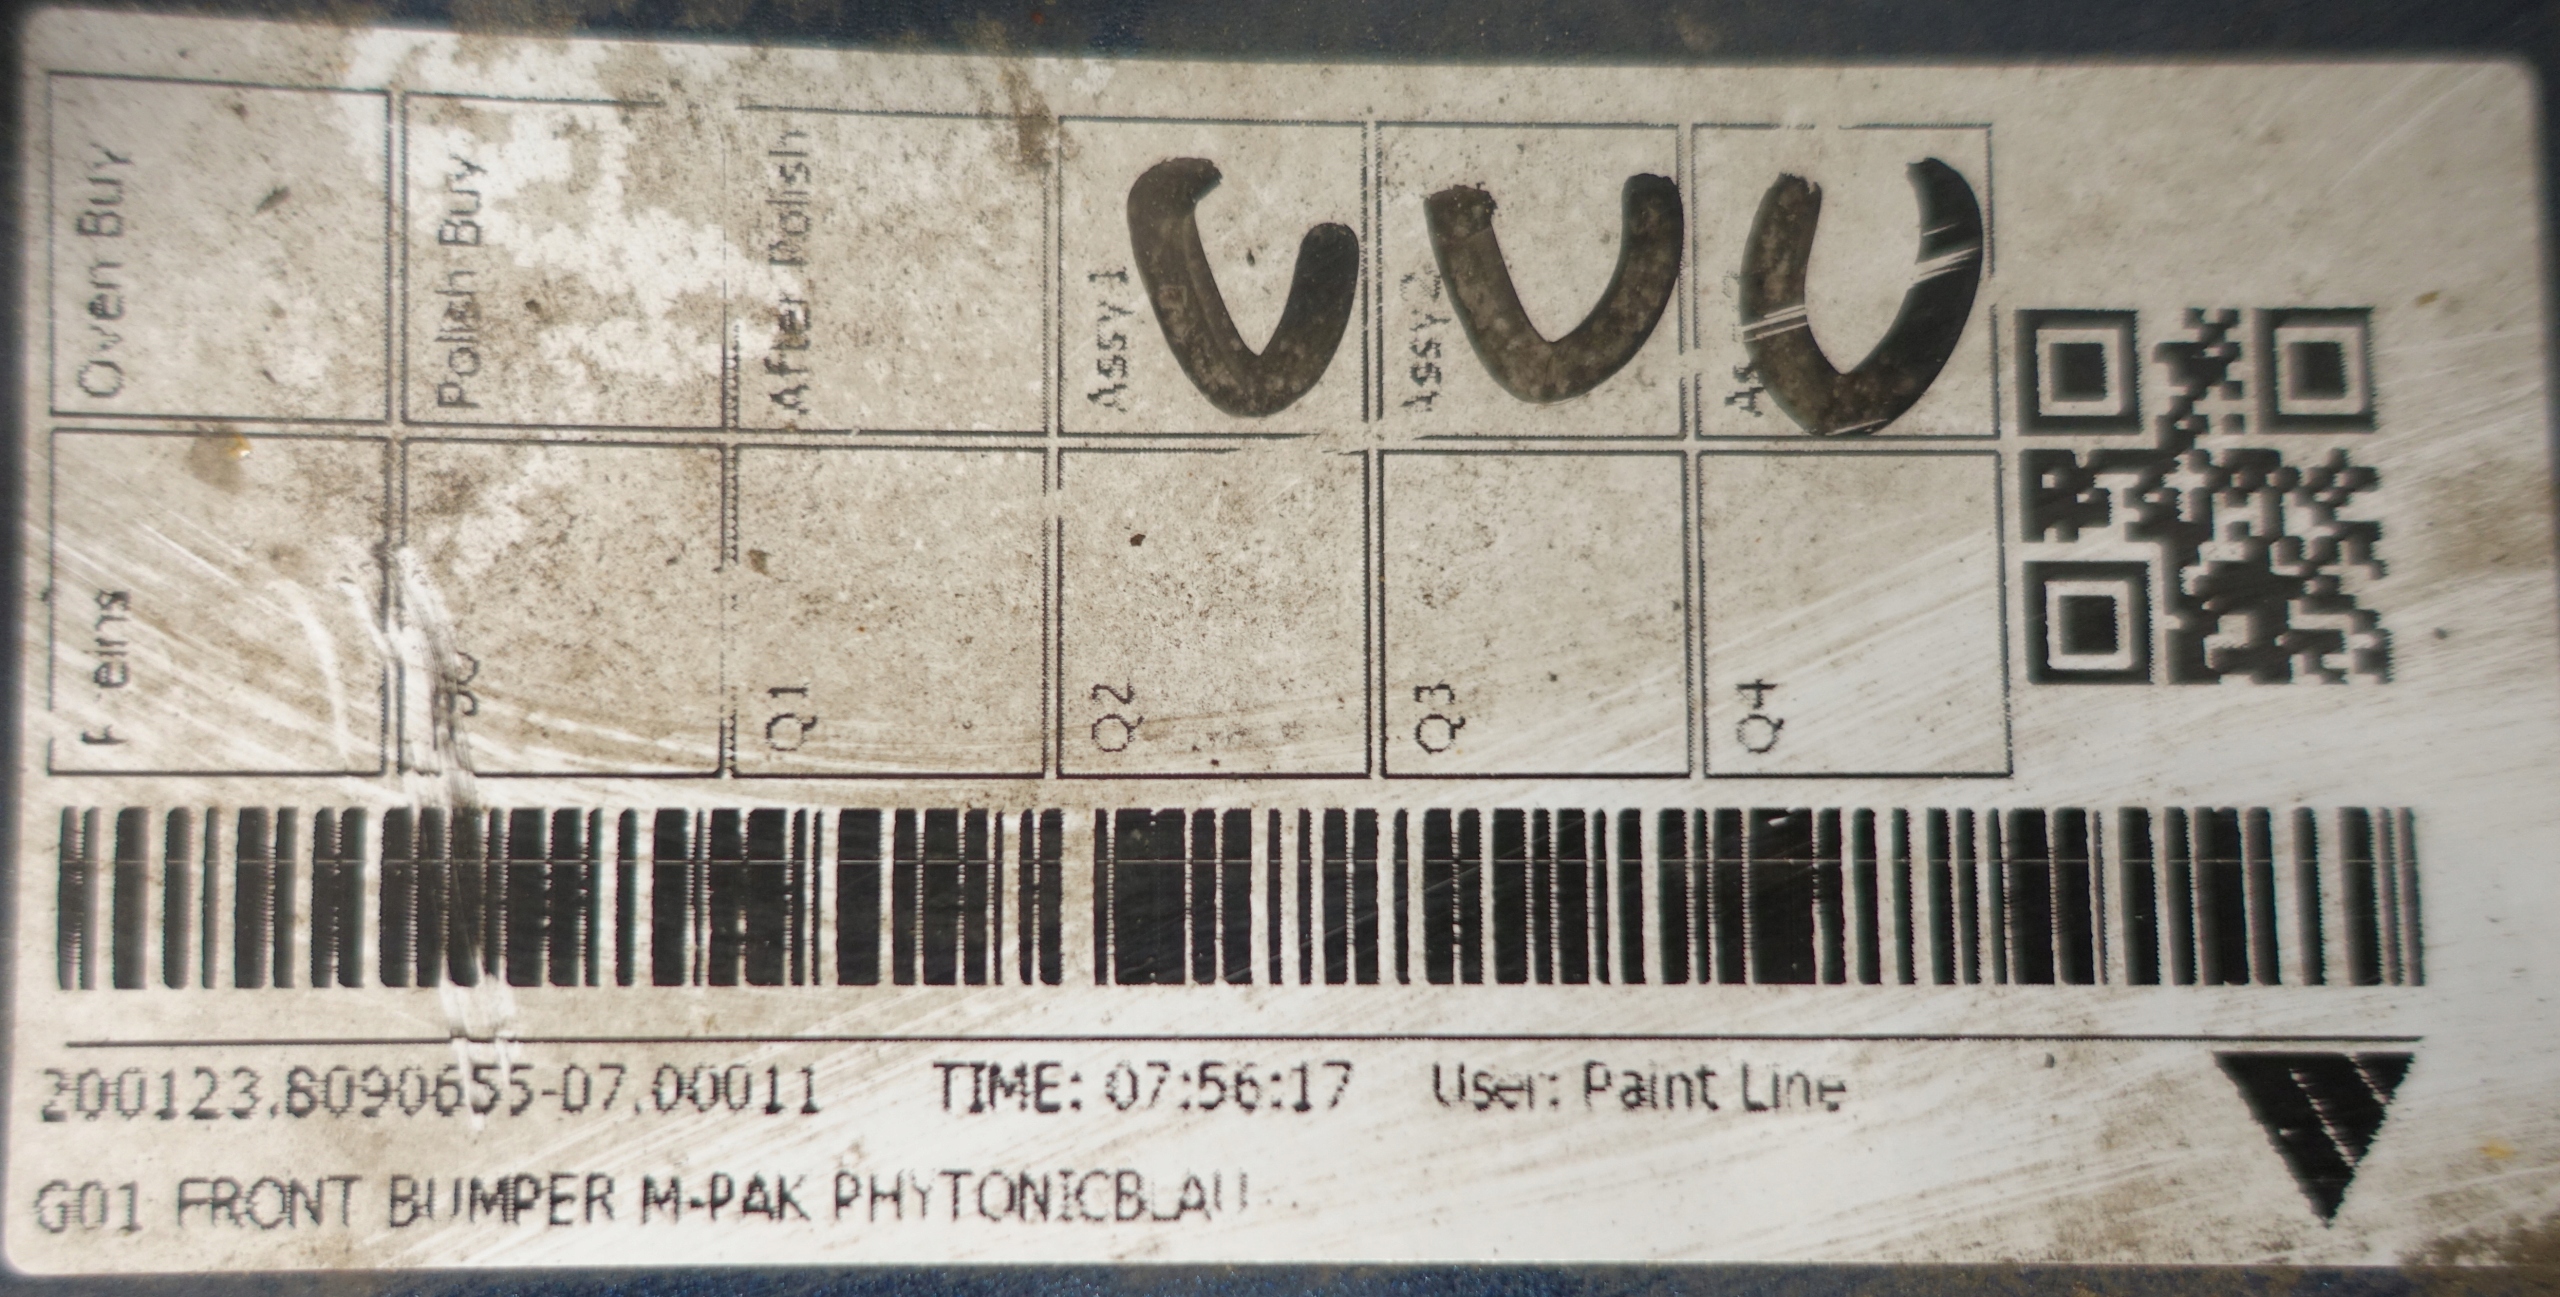 Oven Buy
Polish Buy
After Polish
Assy 1
Assy 2
Q1
Q2
Q3
Q4
200123.8090655-07.00011 TIME: 07:56:17 User: Paint Line
G01 FRONT BUMPER M-PAK PHYTONICBLAU